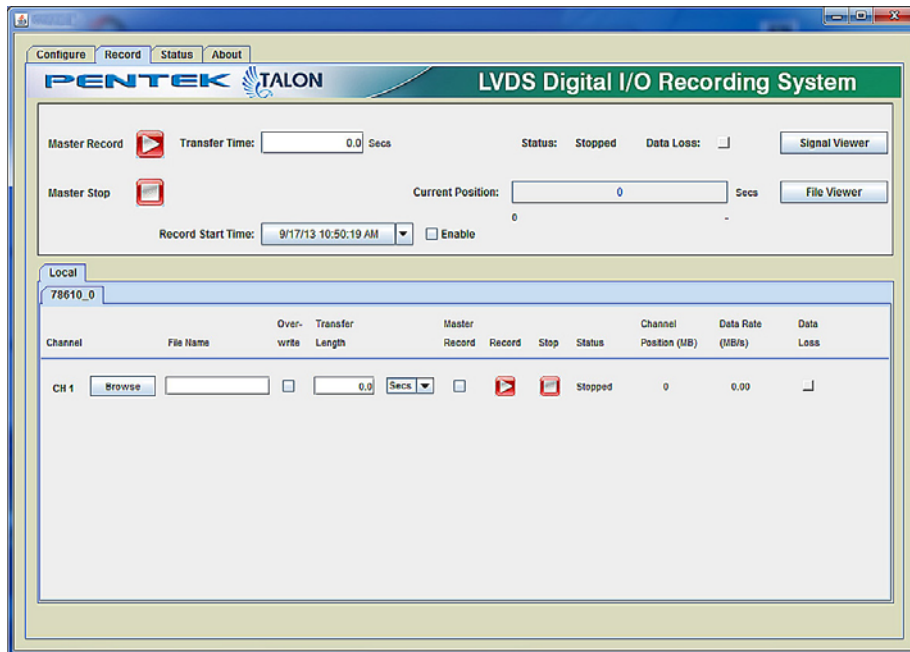 Configure Record Status About
PENTEK TALON LVDS Digital I/O Recording System
Master Record Transfer Time: 0.0 Secs Status: Stopped Data Loss: Signal Viewer
Master Stop Current Position: 0 Secs File Viewer
0 -
Record Start Time: 9/17/13 10:50:19 AM Enable
Local
78610_0
Over- Transfer Master Channel Data Rate Data
Channel File Name write Length Record Record Stop Status Position (MB) (MB/s) Loss
CH 1 Browse 0.0 Secs Stopped 0 0.00